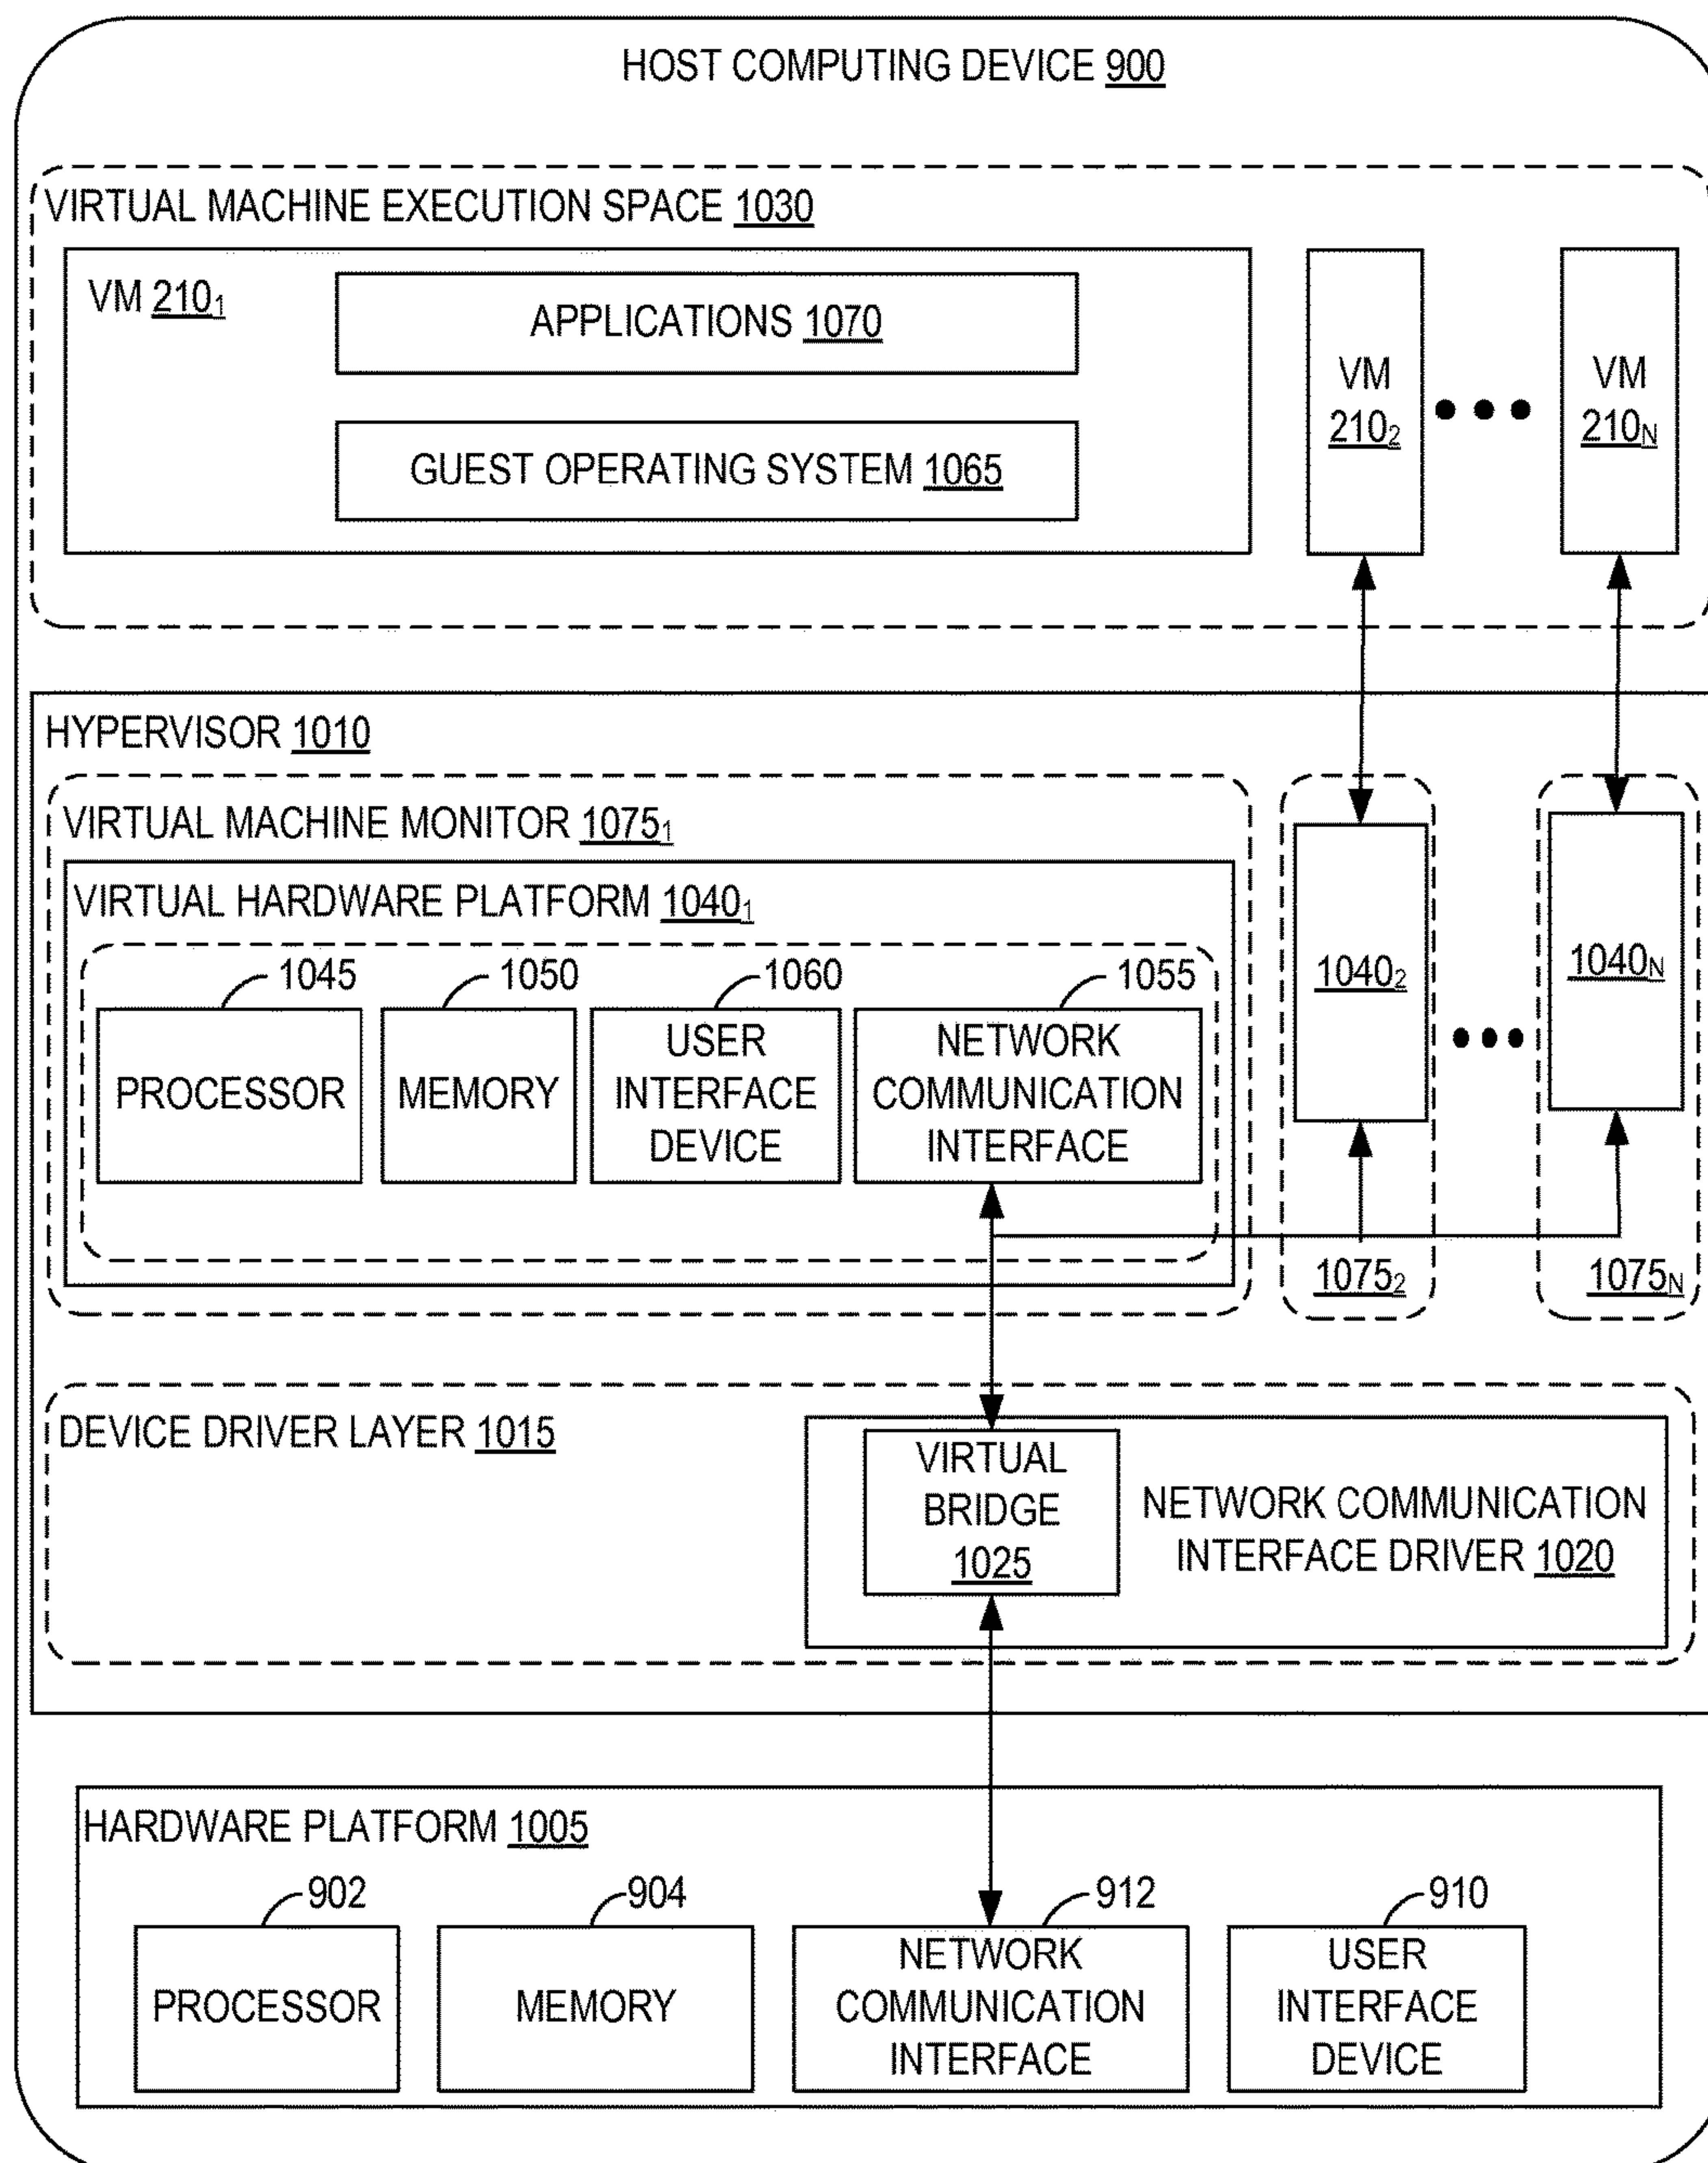 HOST COMPUTING DEVICE 900
VIRTUAL MACHINE EXECUTION SPACE 1030
VM 210₁
APPLICATIONS 1070
GUEST OPERATING SYSTEM 1065
VM
210₂
VM
210N
HYPERVISOR 1010
VIRTUAL MACHINE MONITOR 1075₁
VIRTUAL HARDWARE PLATFORM 1040₁
1045
1050
1060
1055
PROCESSOR
MEMORY
USER
INTERFACE
DEVICE
NETWORK
COMMUNICATION
INTERFACE
1040₂
1040N
1075₂
1075N
DEVICE DRIVER LAYER 1015
VIRTUAL
BRIDGE
1025
NETWORK COMMUNICATION
INTERFACE DRIVER 1020
HARDWARE PLATFORM 1005
902
904
912
910
PROCESSOR
MEMORY
NETWORK
COMMUNICATION
INTERFACE
USER
INTERFACE
DEVICE